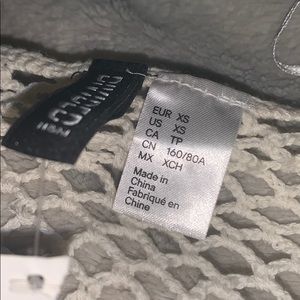 DIVIDED
EUR XS
US XS
CA TP
CN 160/80A
MX XCH
Made in
China
Fabriqué en
Chine